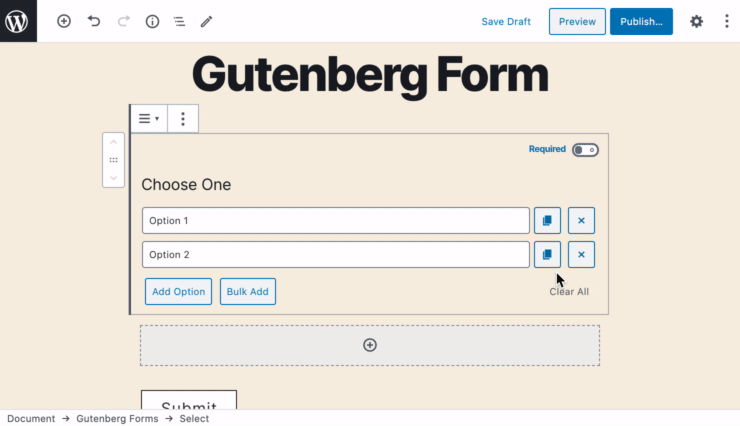 Save Draft Preview Publish...
Gutenberg Form
Required
Choose One
Option 1
Option 2
Add Option Bulk Add Clear All
Submit
Document → Gutenberg Forms → Select